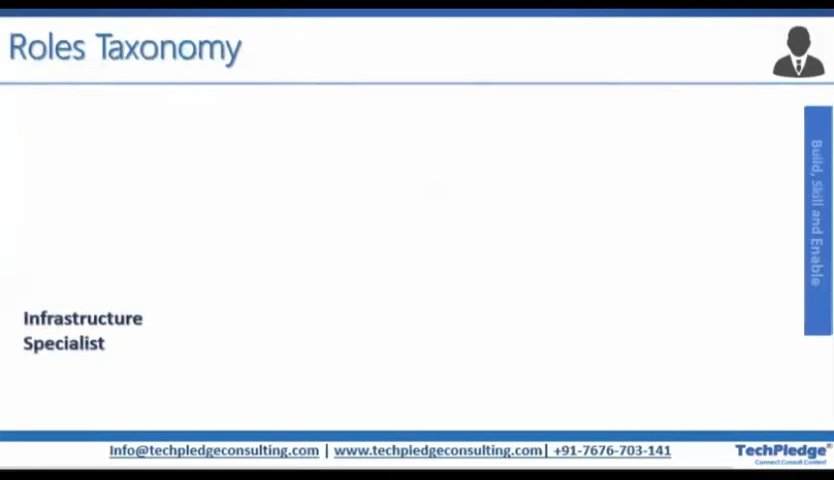 Roles Taxonomy
Build, Skill and Enable
Infrastructure
Specialist
Info@techpledgeconsulting.com | www.techpledgeconsulting.com| +91-7676-703-141
TechPledge®
Connect.Consult.Content